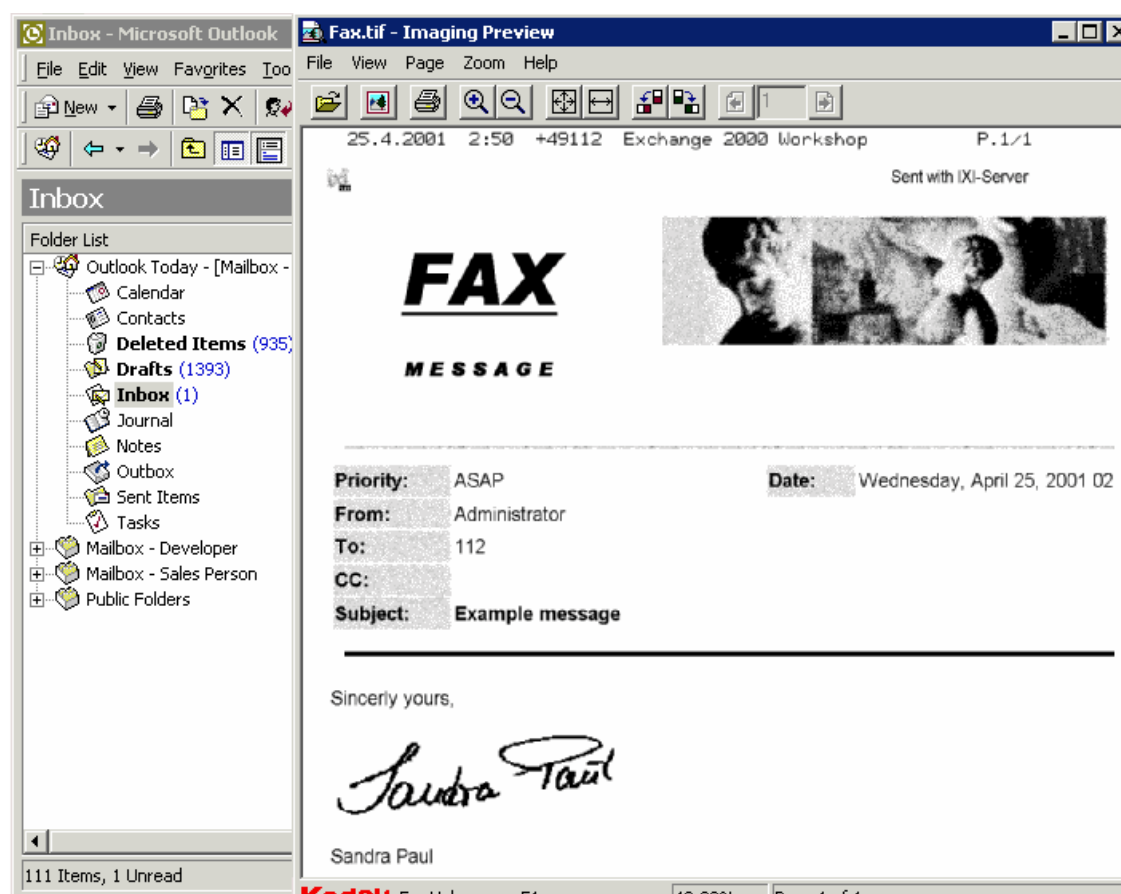 Inbox - Microsoft Outlook
File Edit View Favorites Too
New
Inbox
Folder List
Outlook Today - [Mailbox -
Calendar
Contacts
Deleted Items (935)
Drafts (1393)
Inbox (1)
Journal
Notes
Outbox
Sent Items
Tasks
Mailbox - Developer
Mailbox - Sales Person
Public Folders
111 Items, 1 Unread
Fax.tif - Imaging Preview
File View Page Zoom Help
1
25.4.2001 2:50 +49112 Exchange 2000 Workshop P.1/1
Sent with IXI-Server
FAX
MESSAGE
Priority: ASAP Date: Wednesday, April 25, 2001 02
From: Administrator
To: 112
CC:
Subject: Example message
Sincerly yours,
Sandra Paul
Sandra Paul